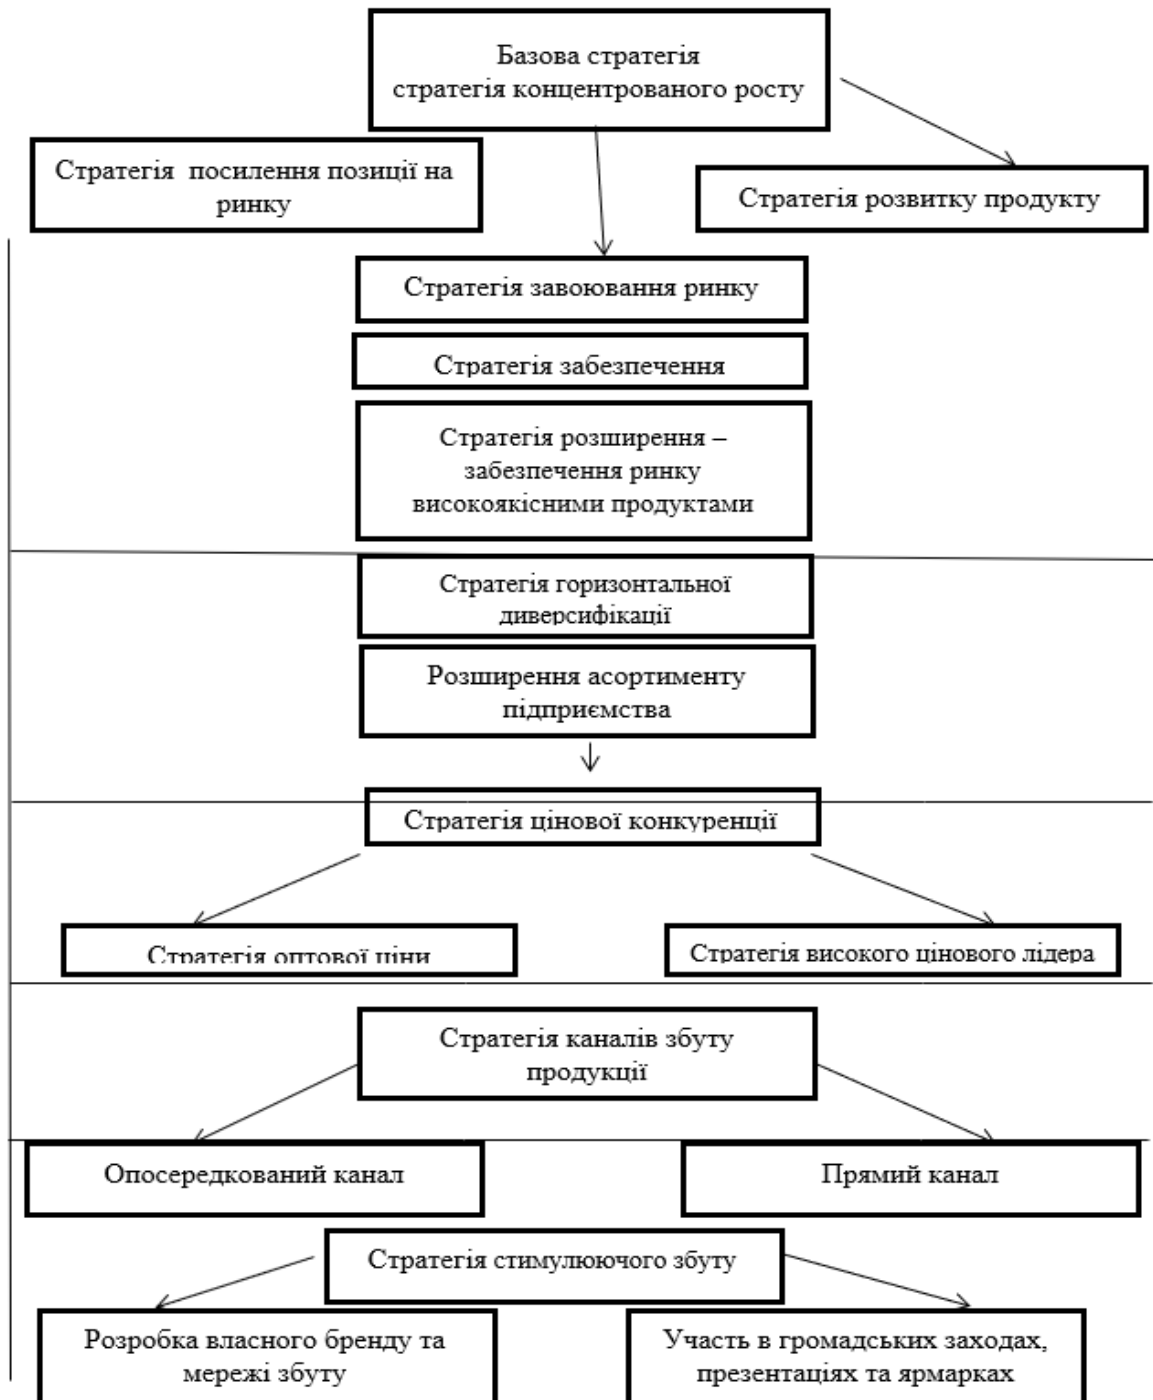 Базова стратегія
стратегія концентрованого росту
Стратегія посилення позиції на
ринку
Стратегія розвитку продукту
Стратегія завоювання ринку
Стратегія забезпечення
Стратегія розширення –
забезпечення ринку
високоякісними продуктами
Стратегія горизонтальної
диверсифікації
Розширення асортименту
підприємства
Стратегія цінової конкуренції
Стратегія оптової ціни
Стратегія високого цінового лідера
Стратегія каналів збуту
продукції
Опосередкований канал
Прямий канал
Стратегія стимулюючого збуту
Розробка власного бренду та
мережі збуту
Участь в громадських заходах,
презентаціях та ярмарках